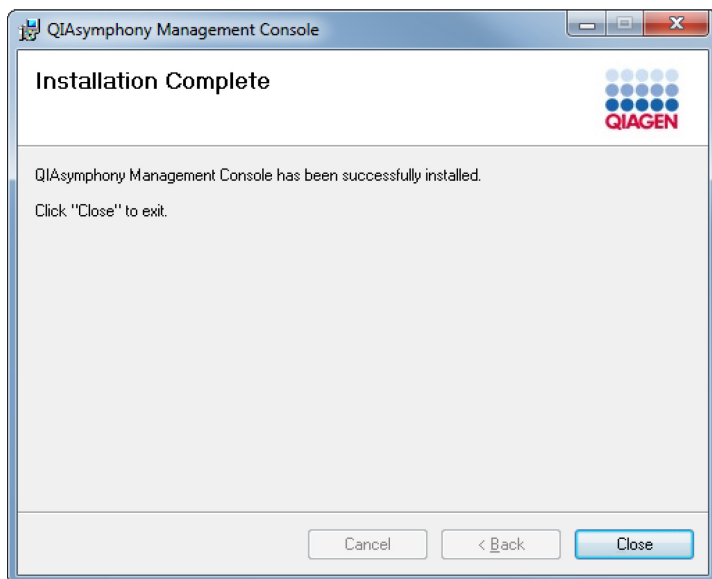 QIAsymphony Management Console
Installation Complete
QIAGEN
QIAsymphony Management Console has been successfully installed.
Click "Close" to exit.
Cancel
< Back
Close